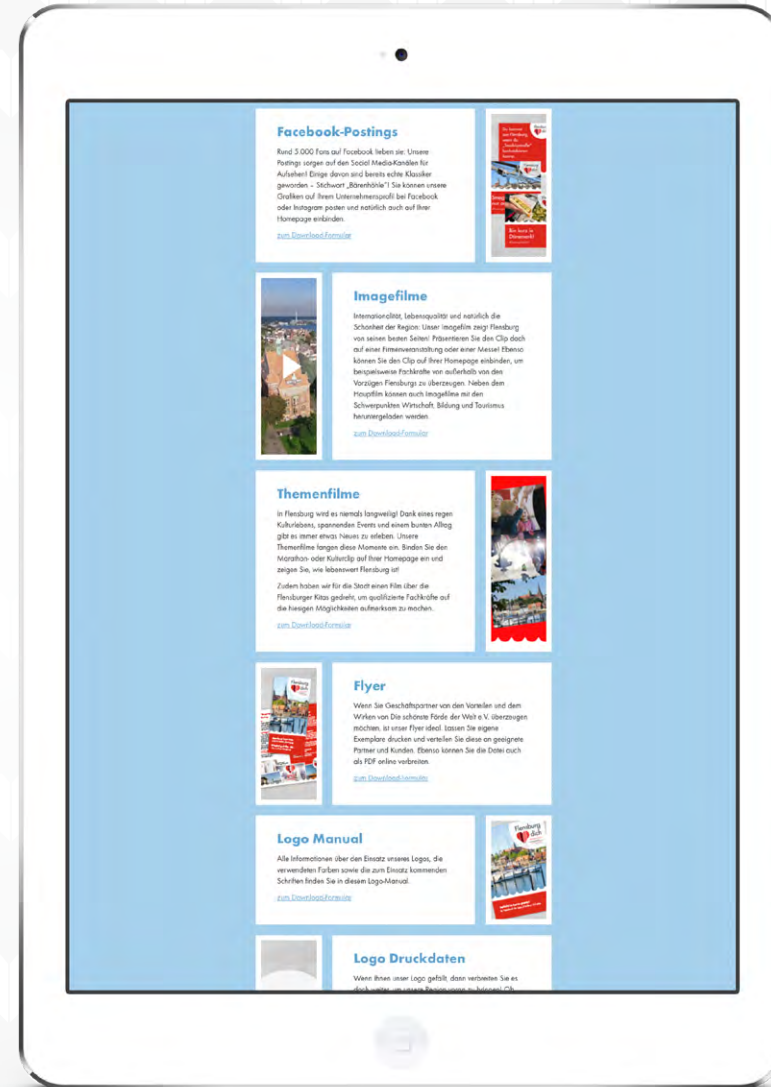 Facebook-Postings
Rund 5.000 Fans auf Facebook lieben sie: Unsere
Postings sorgen auf den Social Media-Kanälen für
Aufsehen! Einige davon sind bereits echte Klassiker
geworden – Stichwort „Bärenhöhle“! Sie können unsere
Grafiken auf Ihrem Unternehmensprofil bei Facebook
oder Instagram posten und natürlich auch auf Ihrer
Homepage einbinden.
zum Download-Formular
Imagefilme
Internationalität, Lebensqualität und natürlich die
Schönheit der Region: Unser Imagefilm zeigt Flensburg
von seinen besten Seiten! Präsentieren Sie den Clip doch
auf einer Firmenveranstaltung oder einer Messe! Ebenso
können Sie den Clip auf Ihrer Homepage einbinden, um
beispielsweise Fachkräfte von außerhalb von den
Vorzügen Flensburgs zu überzeugen. Neben dem
Hauptfilm können auch Imagefilme mit den
Schwerpunkten Wirtschaft, Bildung und Tourismus
heruntergeladen werden.
zum Download-Formular
Themenfilme
In Flensburg wird es niemals langweilig! Dank eines regen
Kulturlebens, spannenden Events und einem bunten Alltag
gibt es immer etwas Neues zu erleben. Unsere
Themenfilme fangen diese Momente ein. Binden Sie den
Marathon- oder Kulturclip auf Ihrer Homepage ein und
zeigen Sie, wie lebenswert Flensburg ist!
Zudem haben wir für die Stadt einen Film über die
Flensburger Kitas gedreht, um qualifizierte Fachkräfte auf
die hiesigen Möglichkeiten aufmerksam zu machen.
zum Download-Formular
Flyer
Wenn Sie Geschäftspartner von den Vorteilen und dem
Wirken von Die schönste Förde der Welt e.V. überzeugen
möchten, ist unser Flyer ideal. Lassen Sie eigene
Exemplare drucken und verteilen Sie diese an geeignete
Partner und Kunden. Ebenso können Sie die Datei auch
als PDF online verbreiten.
zum Download-Formular
Logo Manual
Alle Informationen über den Einsatz unseres Logos, die
verwendeten Farben sowie die zum Einsatz kommenden
Schriften finden Sie in diesem Logo-Manual.
zum Download-Formular
Flensburg
dich
Logo Druckdaten
Wenn Ihnen unser Logo gefällt, dann verbreiten Sie es